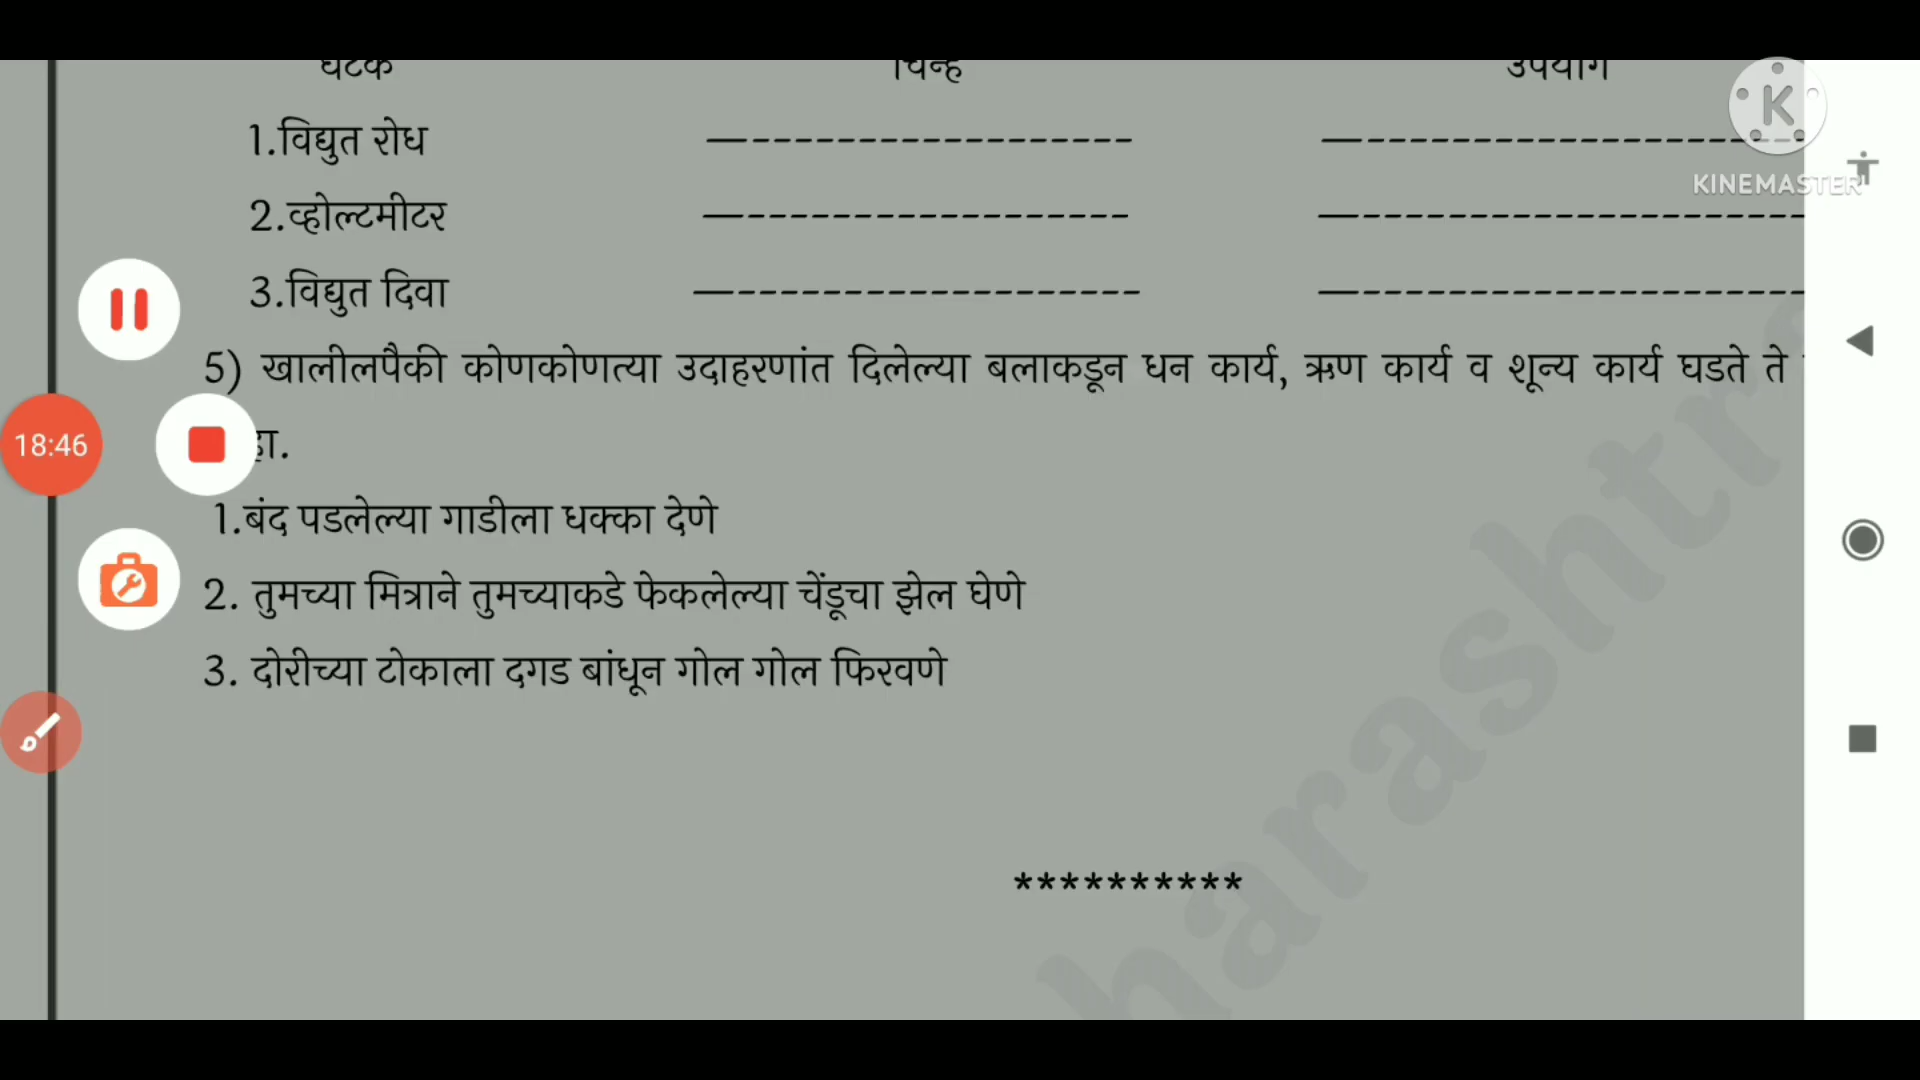 घटक चिन्ह उपयोग
1.विद्युत रोध —------------------ —----------------------
2.व्होल्टमीटर —------------------ —----------------------
KINEMASTER
3.विद्युत दिवा —------------------- —----------------------
5) खालीलपैकी कोणकोणत्या उदाहरणांत दिलेल्या बलाकडून धन कार्य, ऋण कार्य व शून्य कार्य घडते ते
18:46
1.बंद पडलेल्या गाडीला धक्का देणे
2. तुमच्या मित्राने तुमच्याकडे फेकलेल्या चेंडूचा झेल घेणे
3. दोरीच्या टोकाला दगड बांधून गोल गोल फिरवणे
**********